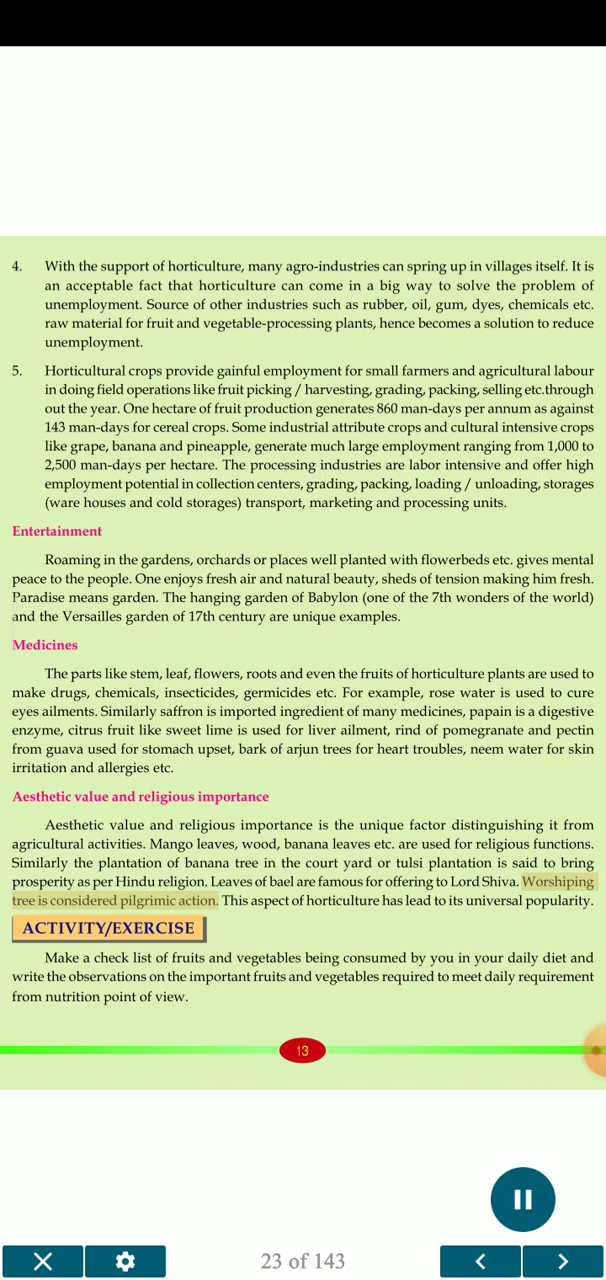 4. With the support of horticulture, many agro-industries can spring up in villages itself. It is
an acceptable fact that horticulture can come in a big way to solve the problem of
unemployment. Source of other industries such as rubber, oil, gum, dyes, chemicals etc.
raw material for fruit and vegetable-processing plants, hence becomes a solution to reduce
unemployment.
5. Horticultural crops provide gainful employment for small farmers and agricultural labour
in doing field operations like fruit picking / harvesting, grading, packing, selling etc.through
out the year. One hectare of fruit production generates 860 man-days per annum as against
143 man-days for cereal crops. Some industrial attribute crops and cultural intensive crops
like grape, banana and pineapple, generate much large employment ranging from 1,000 to
2,500 man-days per hectare. The processing industries are labor intensive and offer high
employment potential in collection centers, grading, packing, loading / unloading, storages
(ware houses and cold storages) transport, marketing and processing units.
Entertainment
Roaming in the gardens, orchards or places well planted with flowerbeds etc. gives mental
peace to the people. One enjoys fresh air and natural beauty, sheds of tension making him fresh.
Paradise means garden. The hanging garden of Babylon (one of the 7th wonders of the world)
and the Versailles garden of 17th century are unique examples.
Medicines
The parts like stem, leaf, flowers, roots and even the fruits of horticulture plants are used to
make drugs, chemicals, insecticides, germicides etc. For example, rose water is used to cure
eyes ailments. Similarly saffron is imported ingredient of many medicines, papain is a digestive
enzyme, citrus fruit like sweet lime is used for liver ailment, rind of pomegranate and pectin
from guava used for stomach upset, bark of arjun trees for heart troubles, neem water for skin
irritation and allergies etc.
Aesthetic value and religious importance
Aesthetic value and religious importance is the unique factor distinguishing it from
agricultural activities. Mango leaves, wood, banana leaves etc. are used for religious functions.
Similarly the plantation of banana tree in the court yard or tulsi plantation is said to bring
prosperity as per Hindu religion. Leaves of bael are famous for offering to Lord Shiva. Worshiping
tree is considered pilgrimic action. This aspect of horticulture has lead to its universal popularity.
ACTIVITY/EXERCISE
Make a check list of fruits and vegetables being consumed by you in your daily diet and
write the observations on the important fruits and vegetables required to meet daily requirement
from nutrition point of view.
13
23 of 143